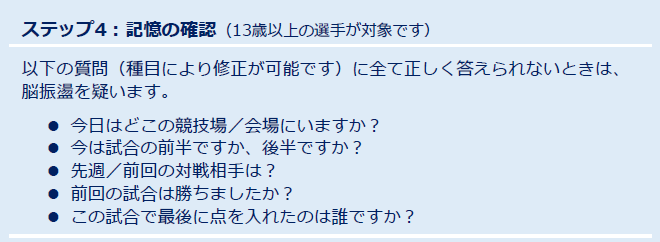 ステップ4：記憶の確認（13歳以上の選手が対象です）
以下の質問（種目により修正が可能です）に全て正しく答えられないときは、
脳振盪を疑います。
● 今日はどこの競技場／会場にいますか？
● 今は試合の前半ですか、後半ですか？
● 先週／前回の対戦相手は？
● 前回の試合は勝ちましたか？
● この試合で最後に点を入れたのは誰ですか？